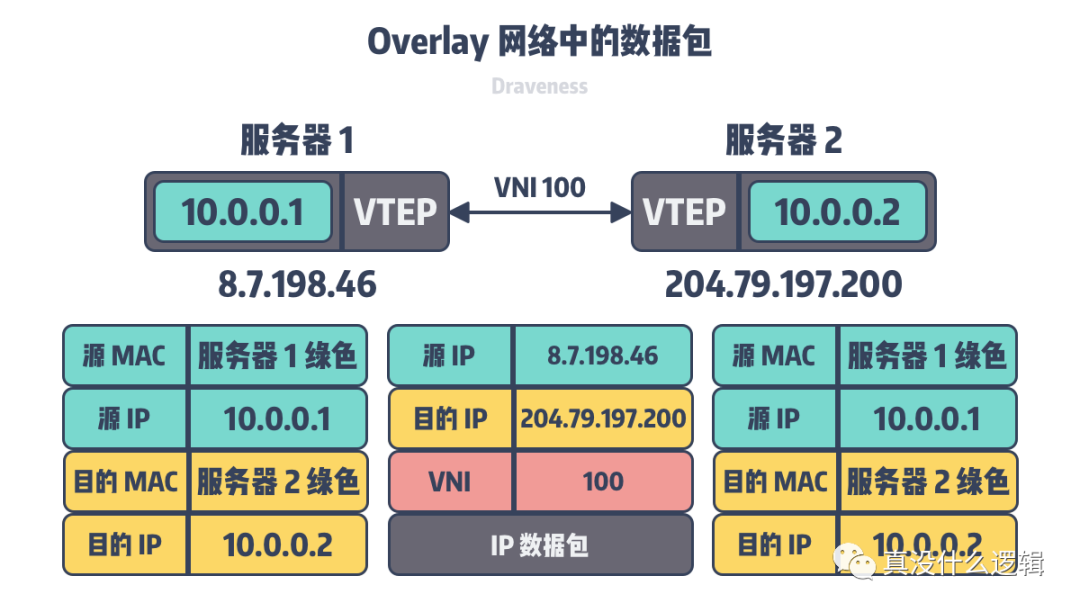 Overlay 网络中的数据包
Draveness
服务器 1
服务器 2
10.0.0.1
VTEP
VNI 100
VTEP
10.0.0.2
8.7.198.46
204.79.197.200
源 MAC
服务器 1 绿色
源 IP
10.0.0.1
目的 MAC
服务器 2 绿色
目的 IP
10.0.0.2
源 IP
8.7.198.46
目的 IP
204.79.197.200
VNI
100
IP 数据包
源 MAC
服务器 1 绿色
源 IP
10.0.0.1
目的 MAC
服务器 2 绿色
目的 IP
10.0.0.2
真没什么逻辑